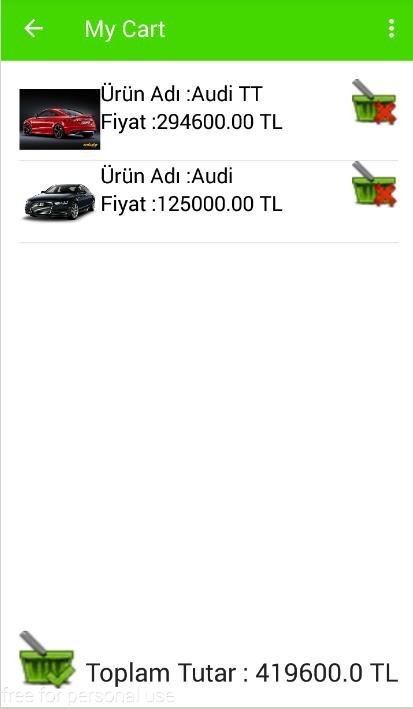 My Cart
Ürün Adı :Audi TT
Fiyat :294600.00 TL
Ürün Adı :Audi
Fiyat :125000.00 TL
Toplam Tutar : 419600.0 TL
free for personal use